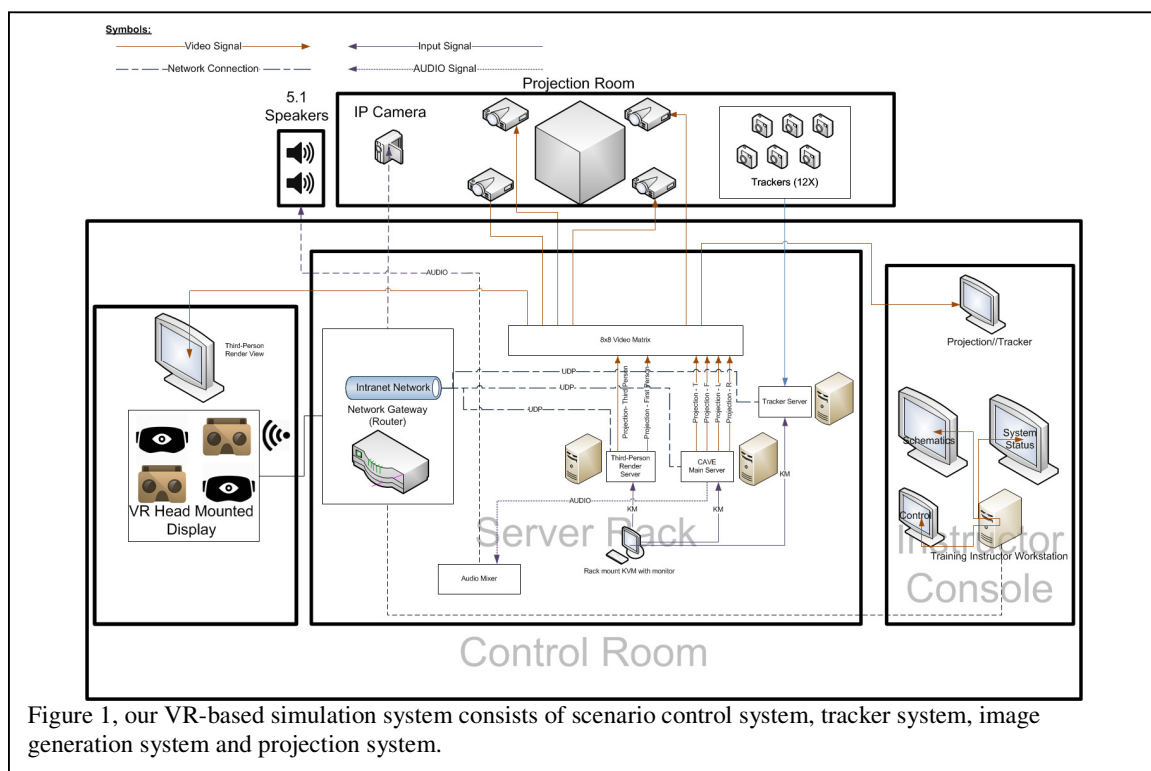 Symbols:
Video Signal
Input Signal
Network Connection
AUDIO Signal
Projection Room
5.1
Speakers
IP Camera
Trackers (12X)
AUDIO
Third-Person
Render View
8x8 Video Matrix
Projection//Tracker
Intranet Network
Network Gateway
(Router)
UDP
UDP
UDP
Projection- Third Person
Projection - First Person
Projection - T
Projection - F
Projection - L
Projection - R
Tracker Server
Schematics
System
Status
Third-Person
Render
Server
CAVE
Main Server
VR Head Mounted
Display
AUDIO
KM
KM
KM
Control
Server Rack
Rack mount KVM with monitor
Instructor
Training Instructor Workstation
Console
Audio Mixer
Control Room
Figure 1, our VR-based simulation system consists of scenario control system, tracker system, image
generation system and projection system.